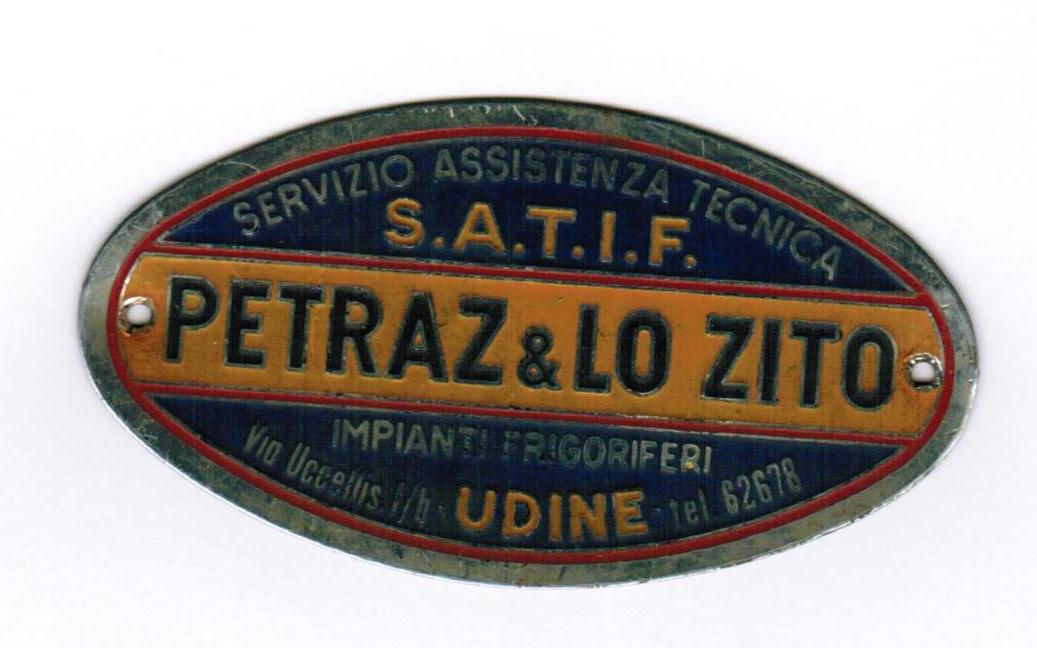 SERVIZIO ASSISTENZA TECNICA
S.A.T.I.F.
PETRAZ & LO ZITO
IMPIANTI FRIGORIFERI
Via Uccellis 1/b - UDINE - tel 62678